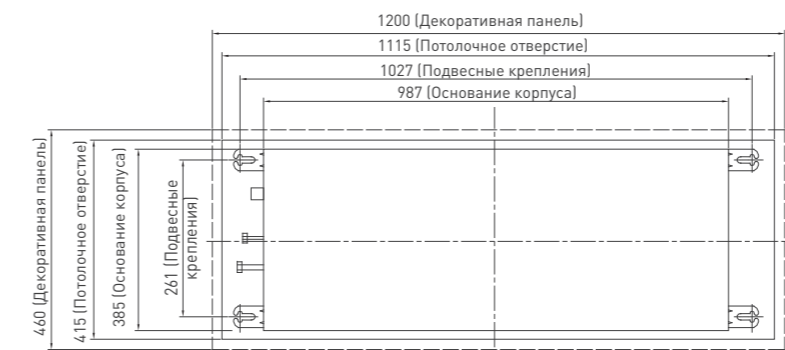 1200 (Декоративная панель)
1115 (Потолочное отверстие)
1027 (Подвесные крепления)
987 (Основание корпуса)
460 (Декоративная панель)
415 (Потолочное отверстие)
385 (Основание корпуса)
261 (Подвесные
крепления)